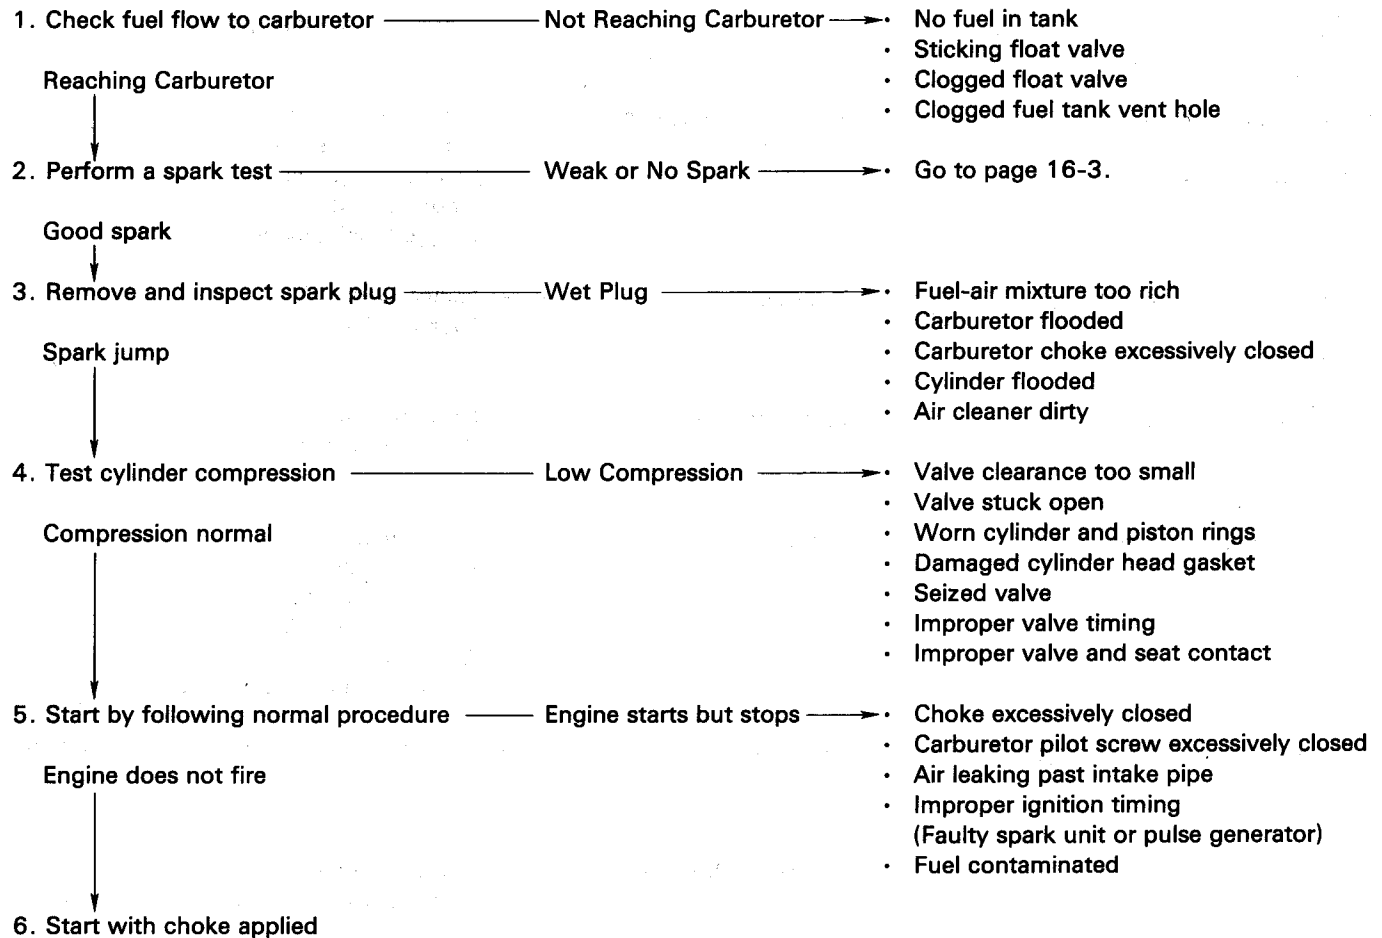 1. Check fuel flow to carburetor Not Reaching Carburetor · No fuel in tank
· Sticking float valve
Reaching Carburetor · Clogged float valve
· Clogged fuel tank vent hole
2. Perform a spark test Weak or No Spark · Go to page 16-3.
Good spark
3. Remove and inspect spark plug Wet Plug · Fuel-air mixture too rich
· Carburetor flooded
Spark jump · Carburetor choke excessively closed
· Cylinder flooded
· Air cleaner dirty
4. Test cylinder compression Low Compression · Valve clearance too small
· Valve stuck open
Compression normal · Worn cylinder and piston rings
· Damaged cylinder head gasket
· Seized valve
· Improper valve timing
· Improper valve and seat contact
5. Start by following normal procedure Engine starts but stops · Choke excessively closed
· Carburetor pilot screw excessively closed
Engine does not fire · Air leaking past intake pipe
· Improper ignition timing
(Faulty spark unit or pulse generator)
· Fuel contaminated
6. Start with choke applied